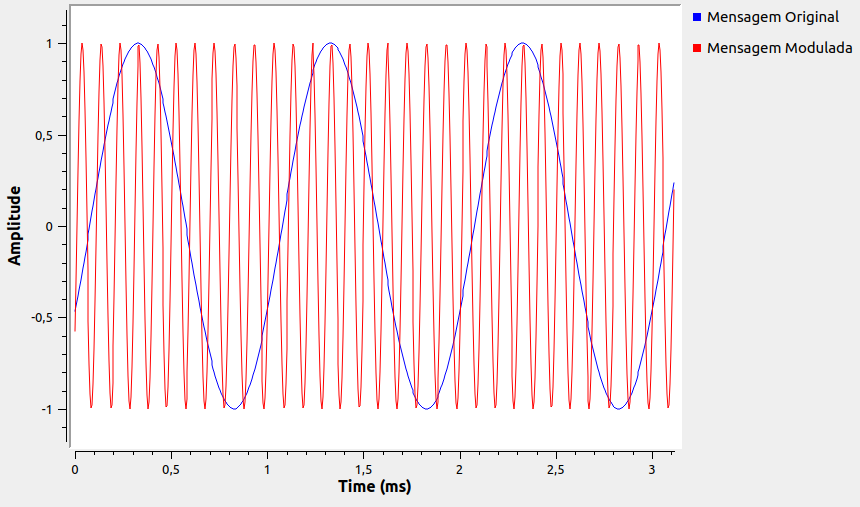 Mensagem Original
Mensagem Modulada
Amplitude
1
0,5
0
-0,5
-1
0 0,5 1 1,5 2 2,5 3
Time (ms)